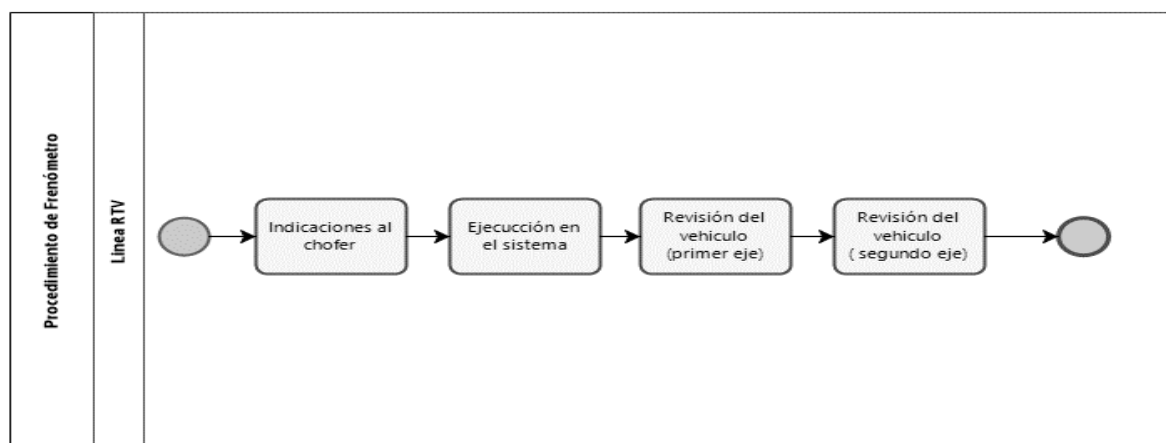 Procedimiento de Frenómetro
Línea RTV
Indicaciones al
chofer
Ejecucción en
el sistema
Revisión del
vehiculo
(primer eje)
Revisión del
vehiculo
( segundo eje)